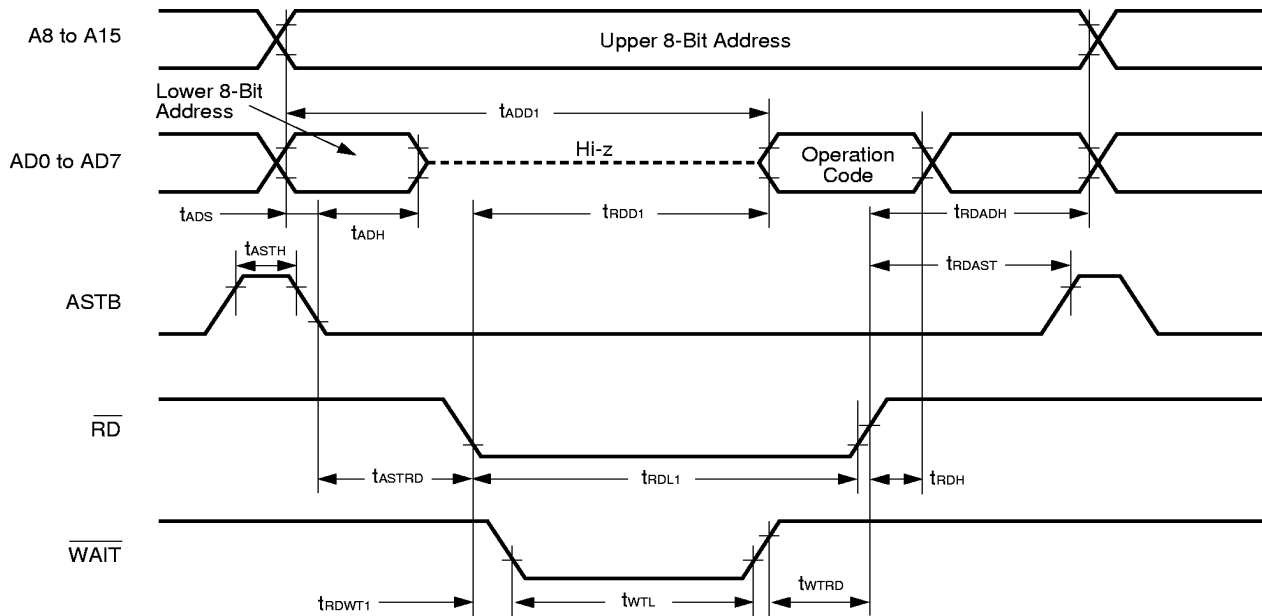 A8 to A15
Upper 8-Bit Address
Lower 8-Bit
Address
tADD1
AD0 to AD7
Hi-z
Operation
Code
tADS
tADH
tRDD1
tRDADH
tASTH
tRDAST
ASTB
RD
tASTRD
tRDL1
tRDH
WAIT
tRDWT1
tWTL
tWTRD